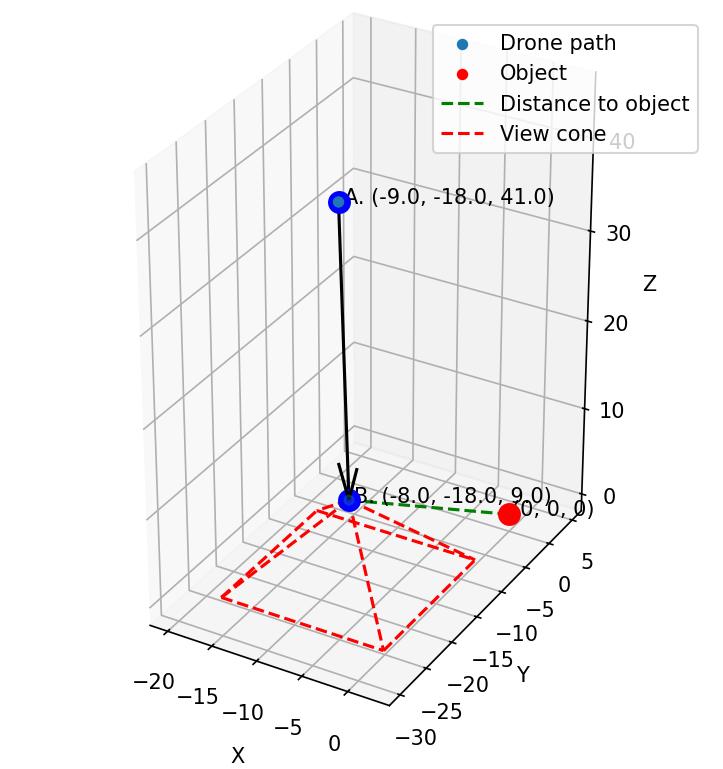 Drone path
Object
Distance to object
View cone
40
A. (-9.0, -18.0, 41.0)
30
Z
20
10
B. (-8.0, -18.0, 9.0)
0
(0, 0, 0)
5
0
−5
−10
−15
−20
−25
−30
Y
−20
−15
−10
−5
0
X